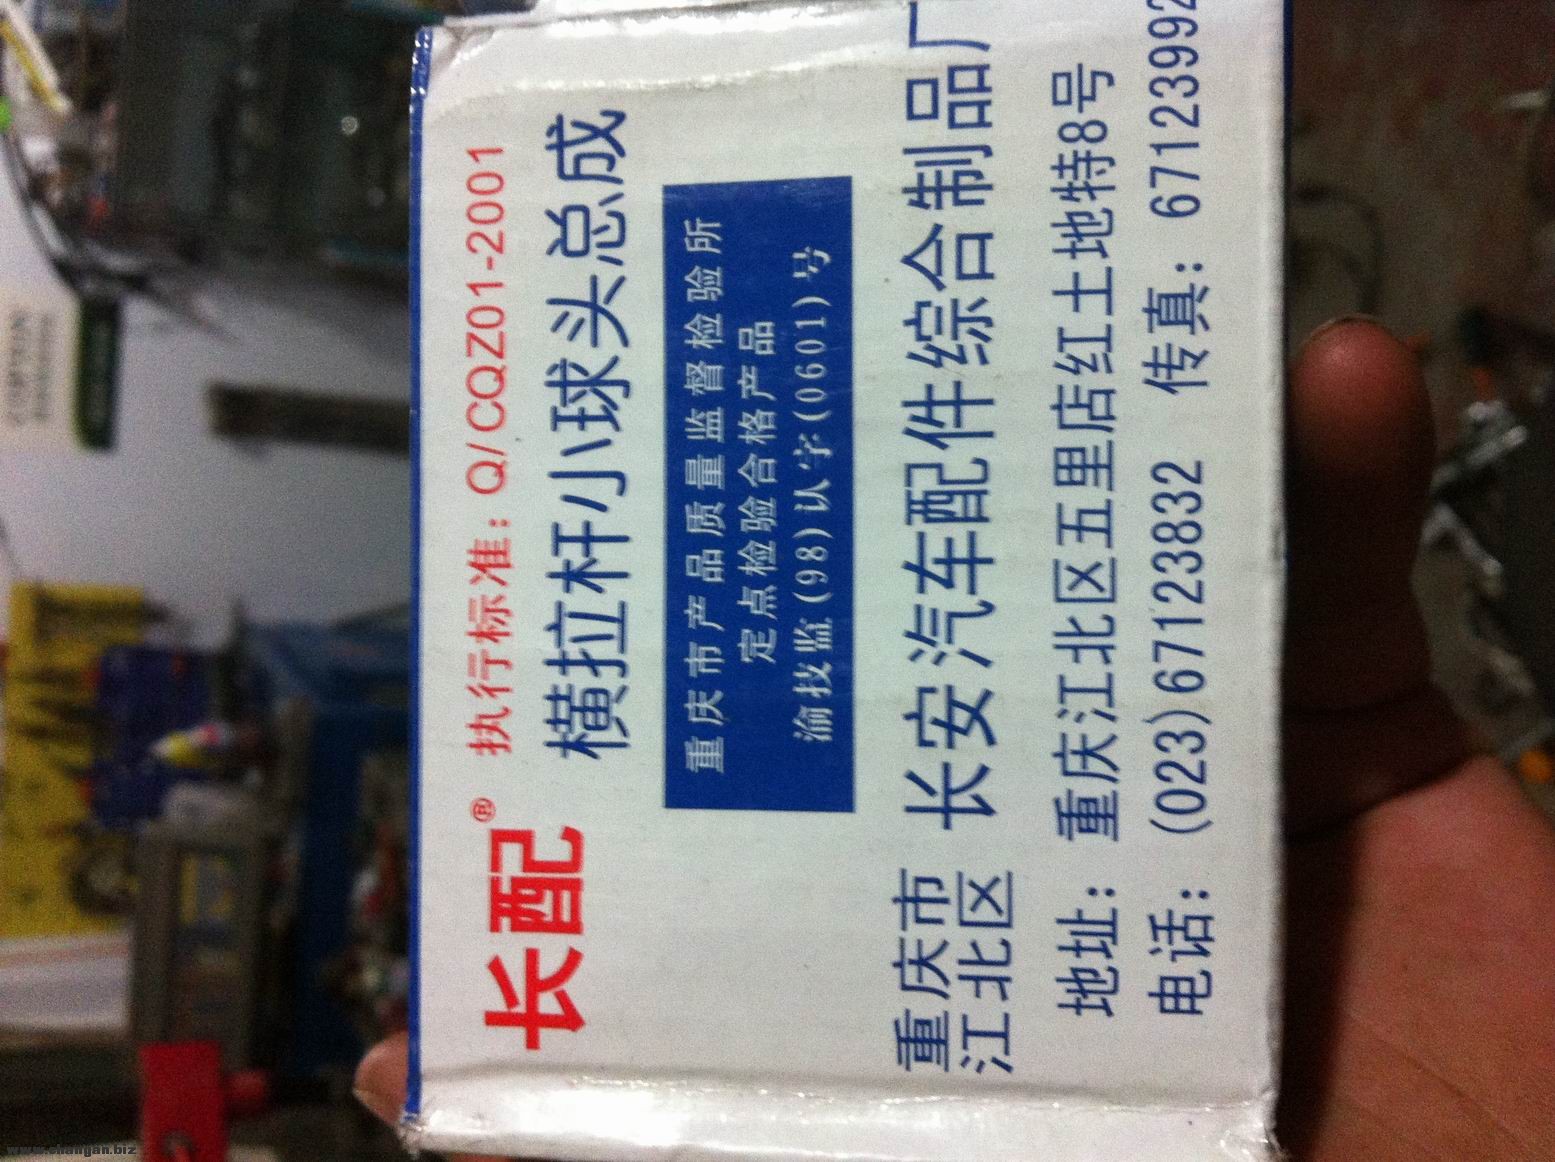 长配® 执行标准：Q/CQZ01-2001
横拉杆小球头总成
重庆市产品质量监督检验所
定点检验合格产品
渝技监(98)认字(0601)号
重庆市
江北区
长安汽车配件综合制品厂
地址：重庆江北区五里店红土地特8号
电话：(023)67123832 传真：67123992
www.changan.biz